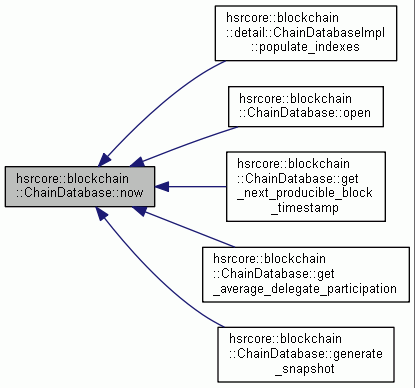 hsrcore::blockchain
::detail::ChainDatabaseImpl
::populate_indexes
hsrcore::blockchain
::ChainDatabase::open
hsrcore::blockchain
::ChainDatabase::now
hsrcore::blockchain
::ChainDatabase::get
_next_producible_block
_timestamp
hsrcore::blockchain
::ChainDatabase::get
_average_delegate_participation
hsrcore::blockchain
::ChainDatabase::generate
_snapshot